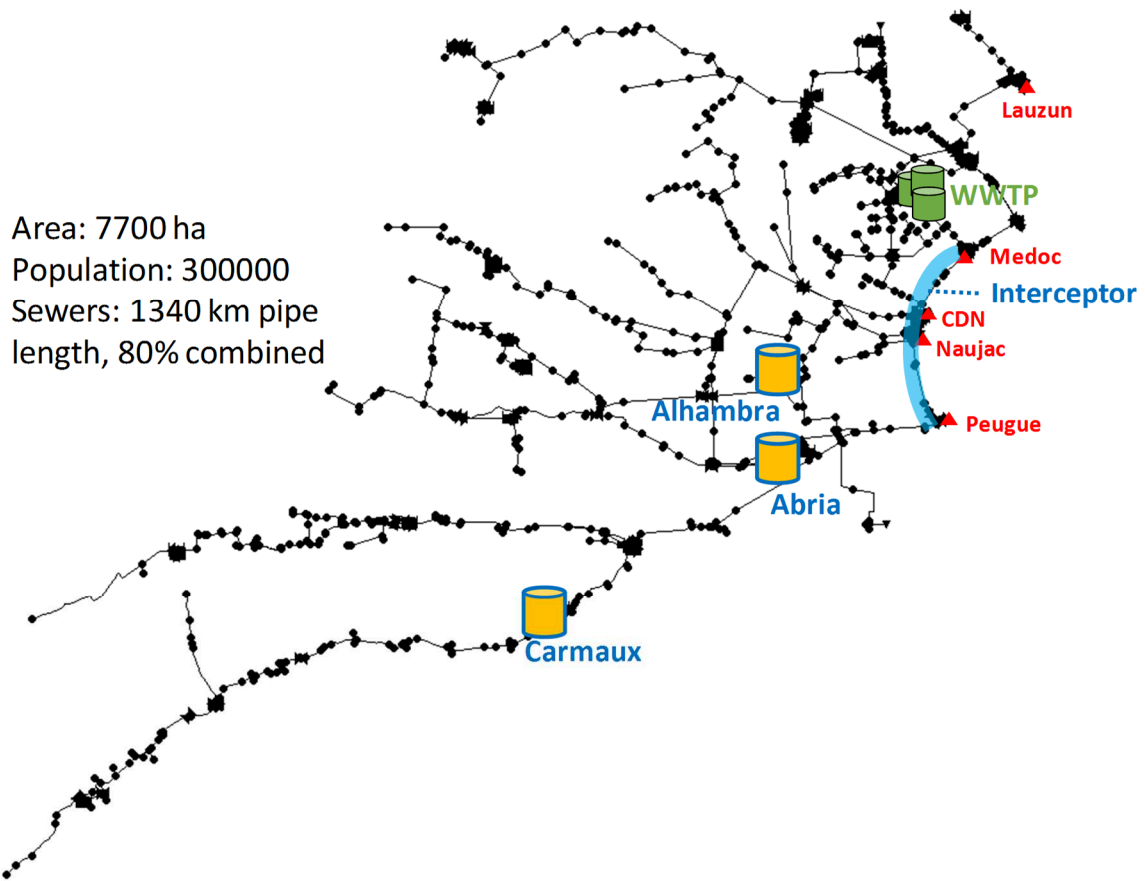 Lauzun
WWTP
Area: 7700 ha
Population: 300000
Sewers: 1340 km pipe
length, 80% combined
Medoc
Interceptor
CDN
Naujac
Alhambra
Peugue
Abria
Carmaux